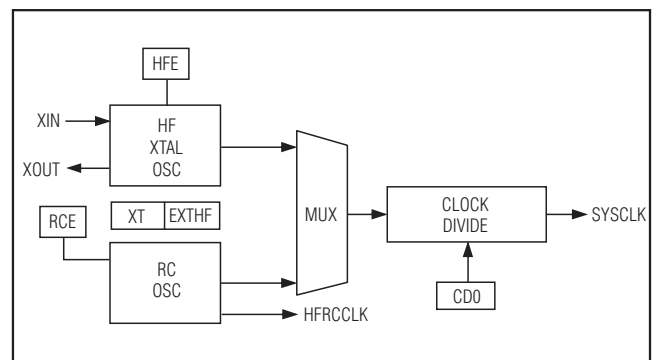 HFE
XIN
HF
XTAL
OSC
XOUT
XT
EXTHF
RCE
RC
OSC
HFRCCLK
MUX
CLOCK
DIVIDE
SYSCLK
CD0